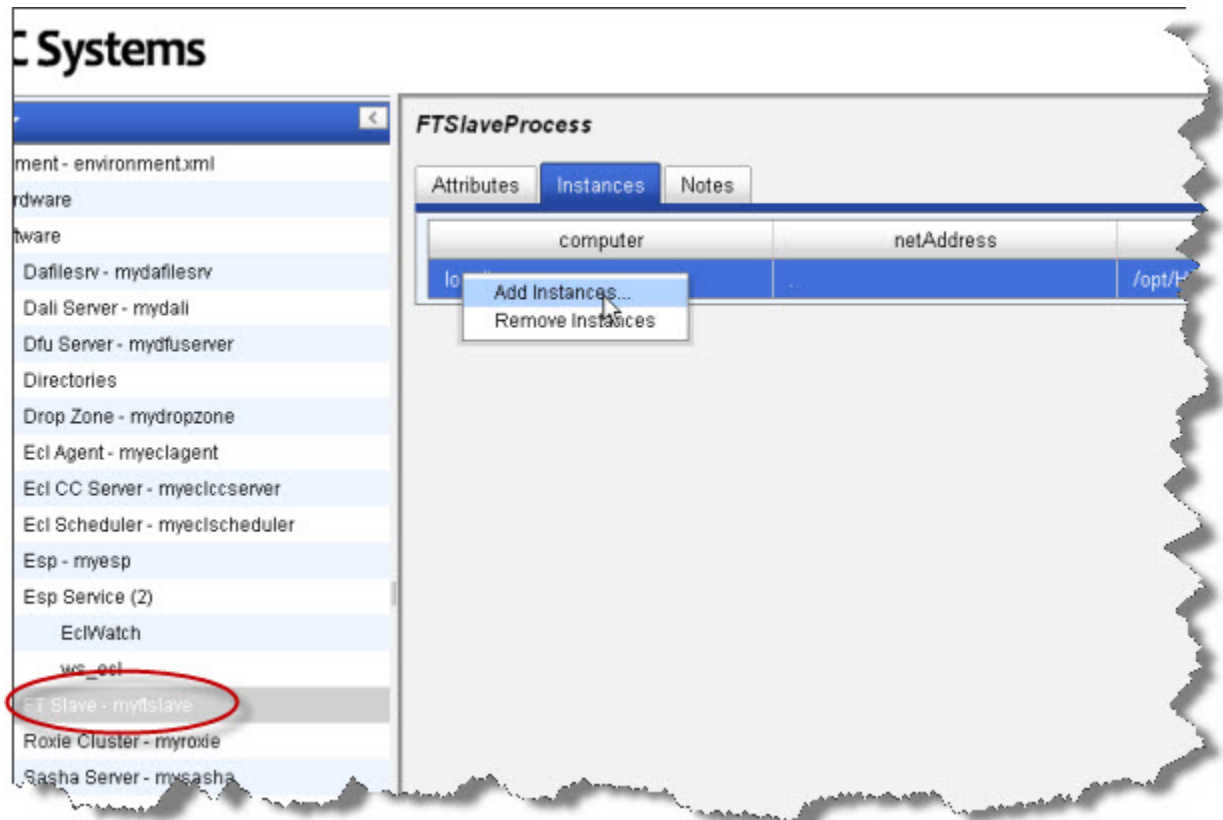 C Systems
FTSlaveProcess
Attributes Instances Notes
computer netAddress
/opt/H
Add Instances...
Remove Instances
ment - environment.xml
rdware
tware
Dafilesrv - mydafilesrv
Dali Server - mydali
Dfu Server - mydfuserver
Directories
Drop Zone - mydropzone
Ecl Agent - myeclagent
Ecl CC Server - myeclccserver
Ecl Scheduler - myeclscheduler
Esp - myesp
Esp Service (2)
EclWatch
ws_ecl
FT Slave - myftslave
Roxie Cluster - myroxie
Sasha Server - mysasha